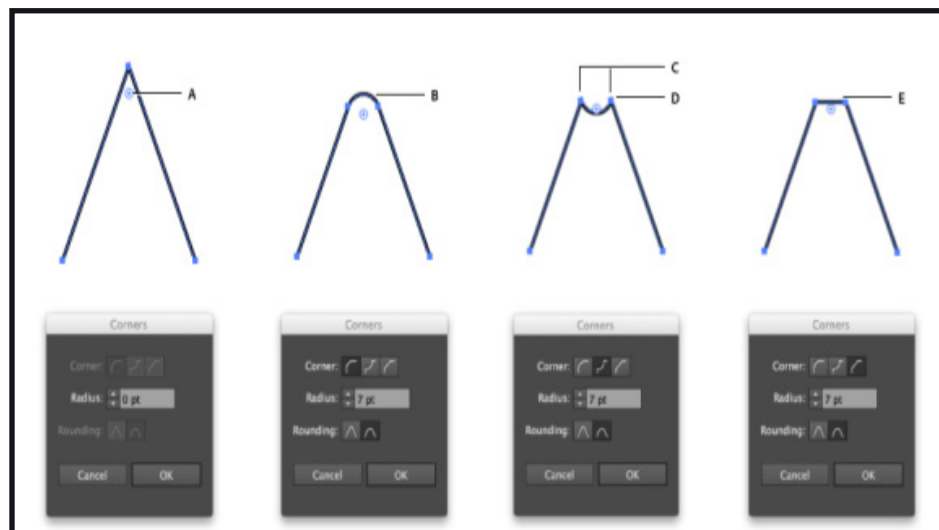 A
B
C
D
E
Corners
Corner:
Radius: 0 pt
Rounding:
Cancel OK
Corners
Corner:
Radius: 7 pt
Rounding:
Cancel OK
Corners
Corner:
Radius: 7 pt
Rounding:
Cancel OK
Corners
Corner:
Radius: 7 pt
Rounding:
Cancel OK